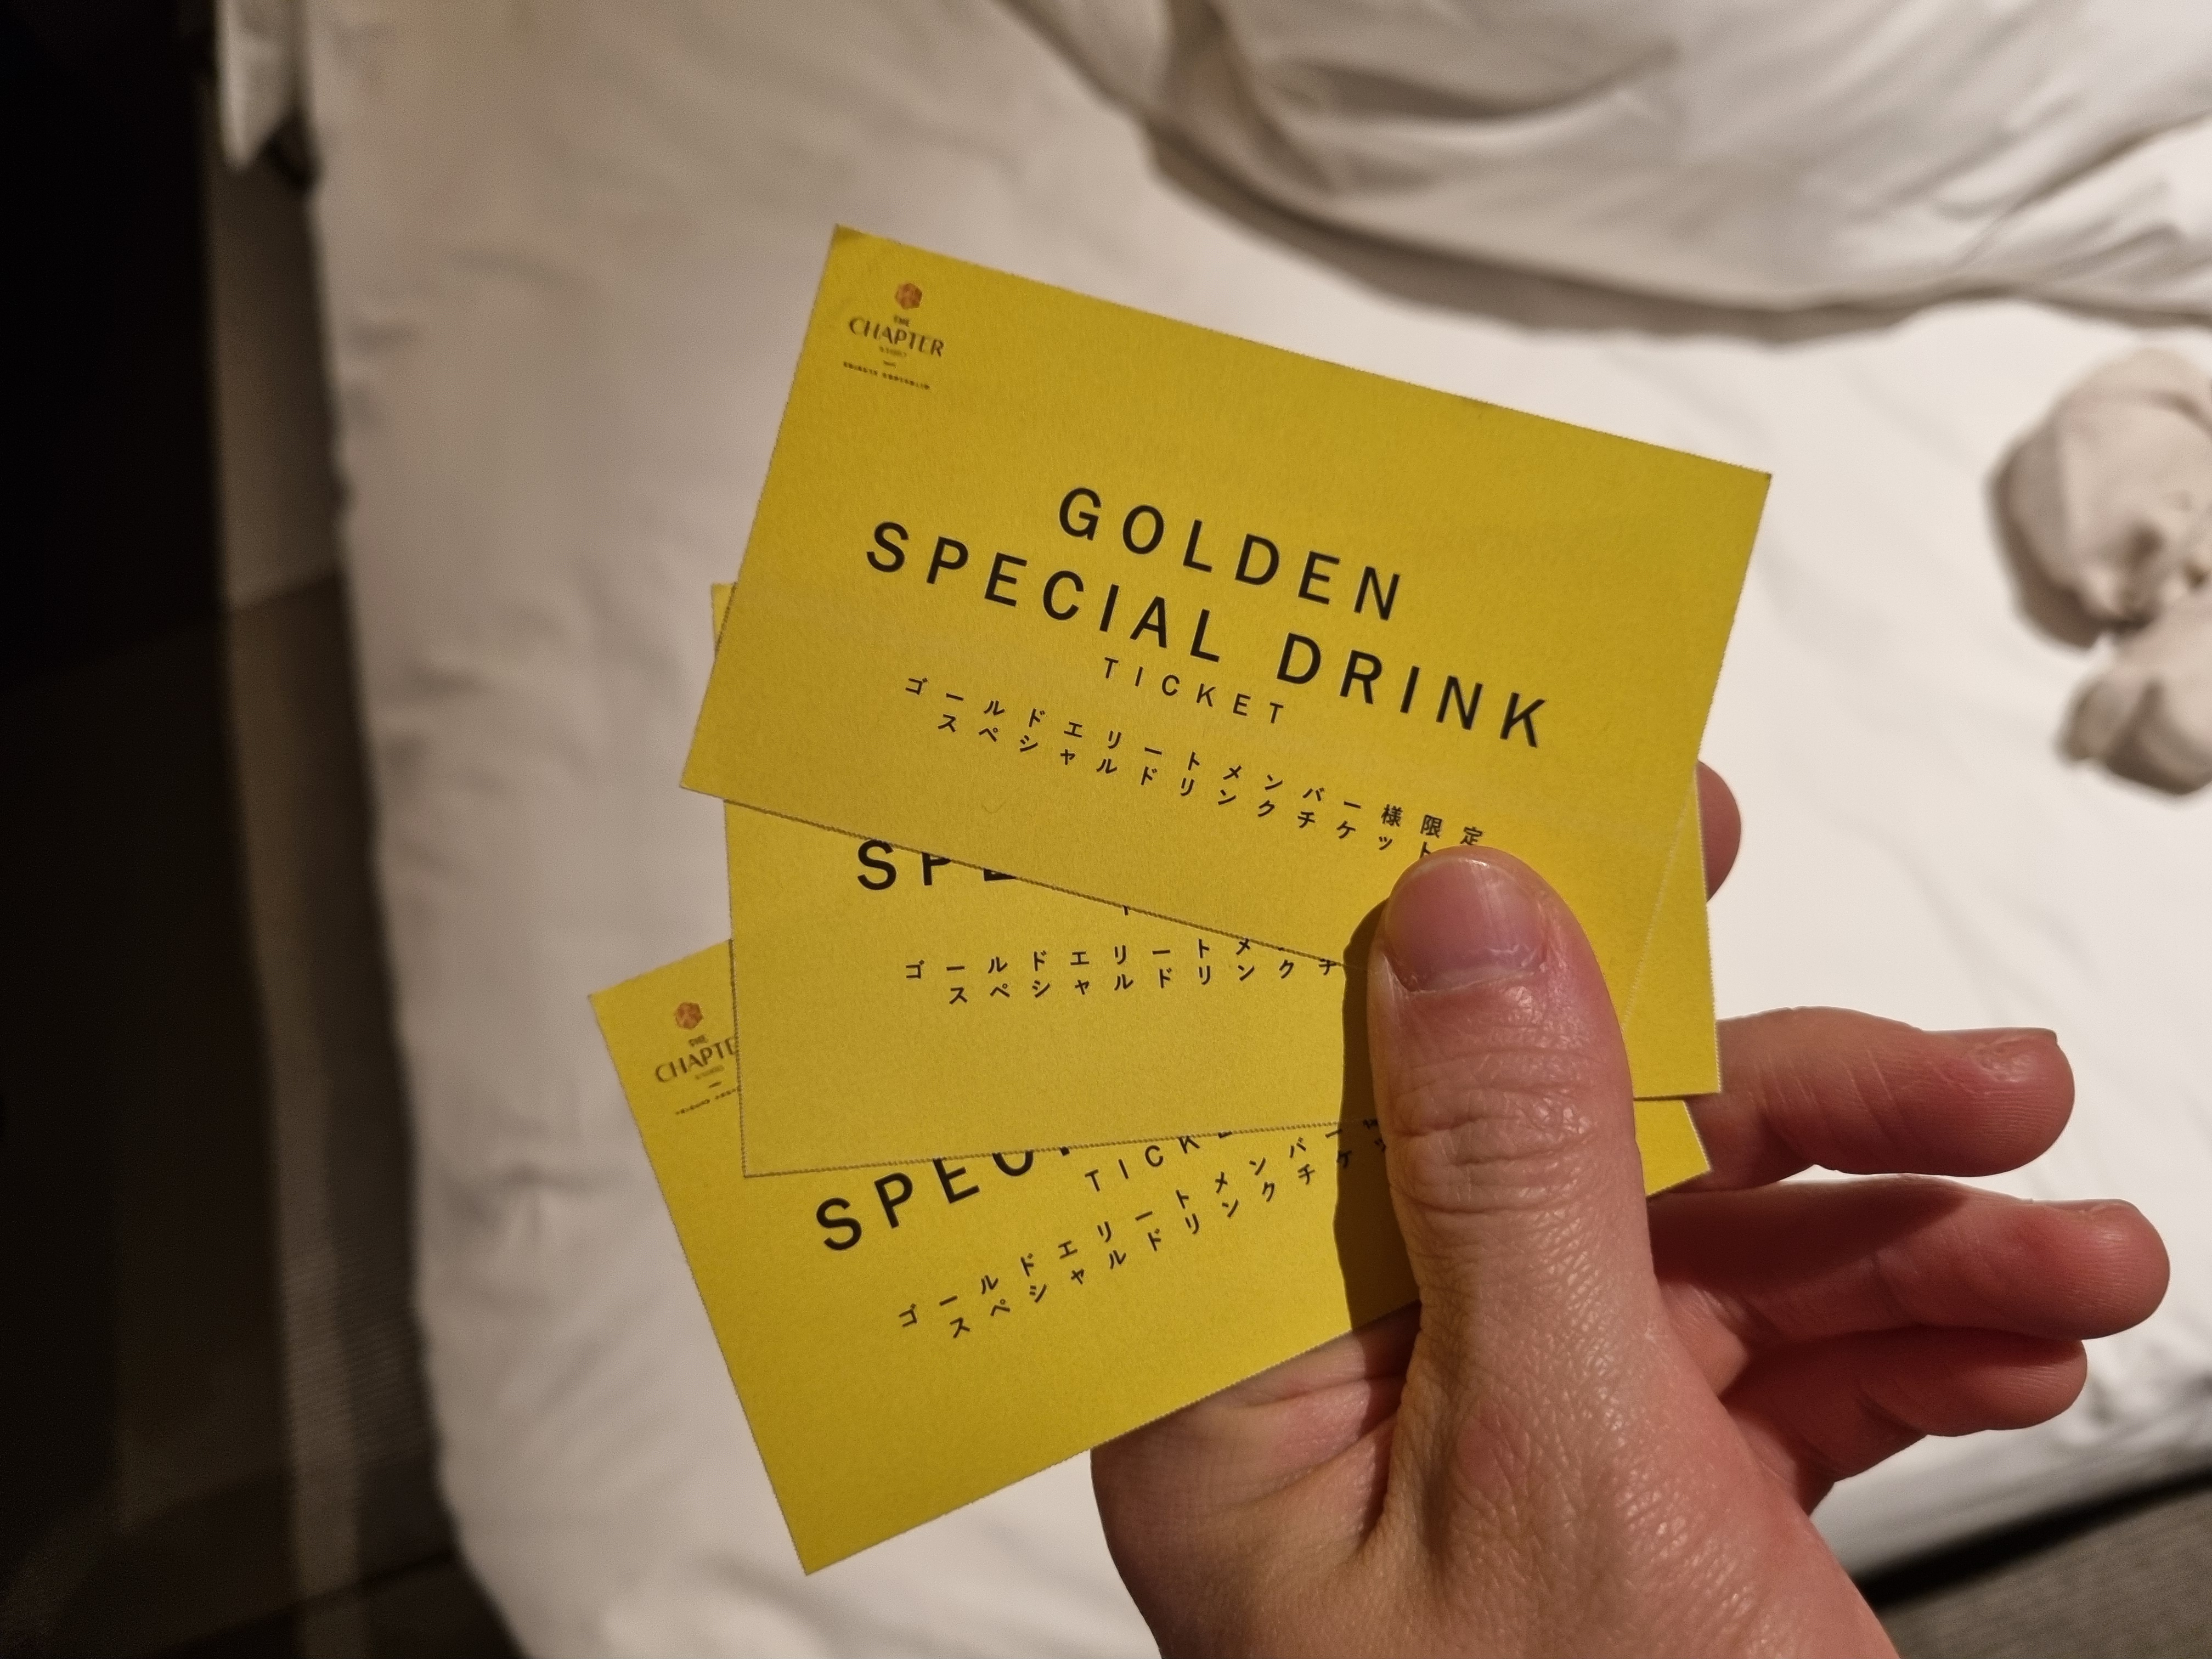 THE
CHAPTER
GOLDEN
SPECIAL DRINK
TICKET
ゴールドエリートメンバー様限定
スペシャルドリンクチケット
SPE
ゴールドエリートメ
スペシャルドリンクチ
THE
CHAPTE
SPEC
TICKE
ゴールドエリートメンバー
スペシャルドリンクチケッ